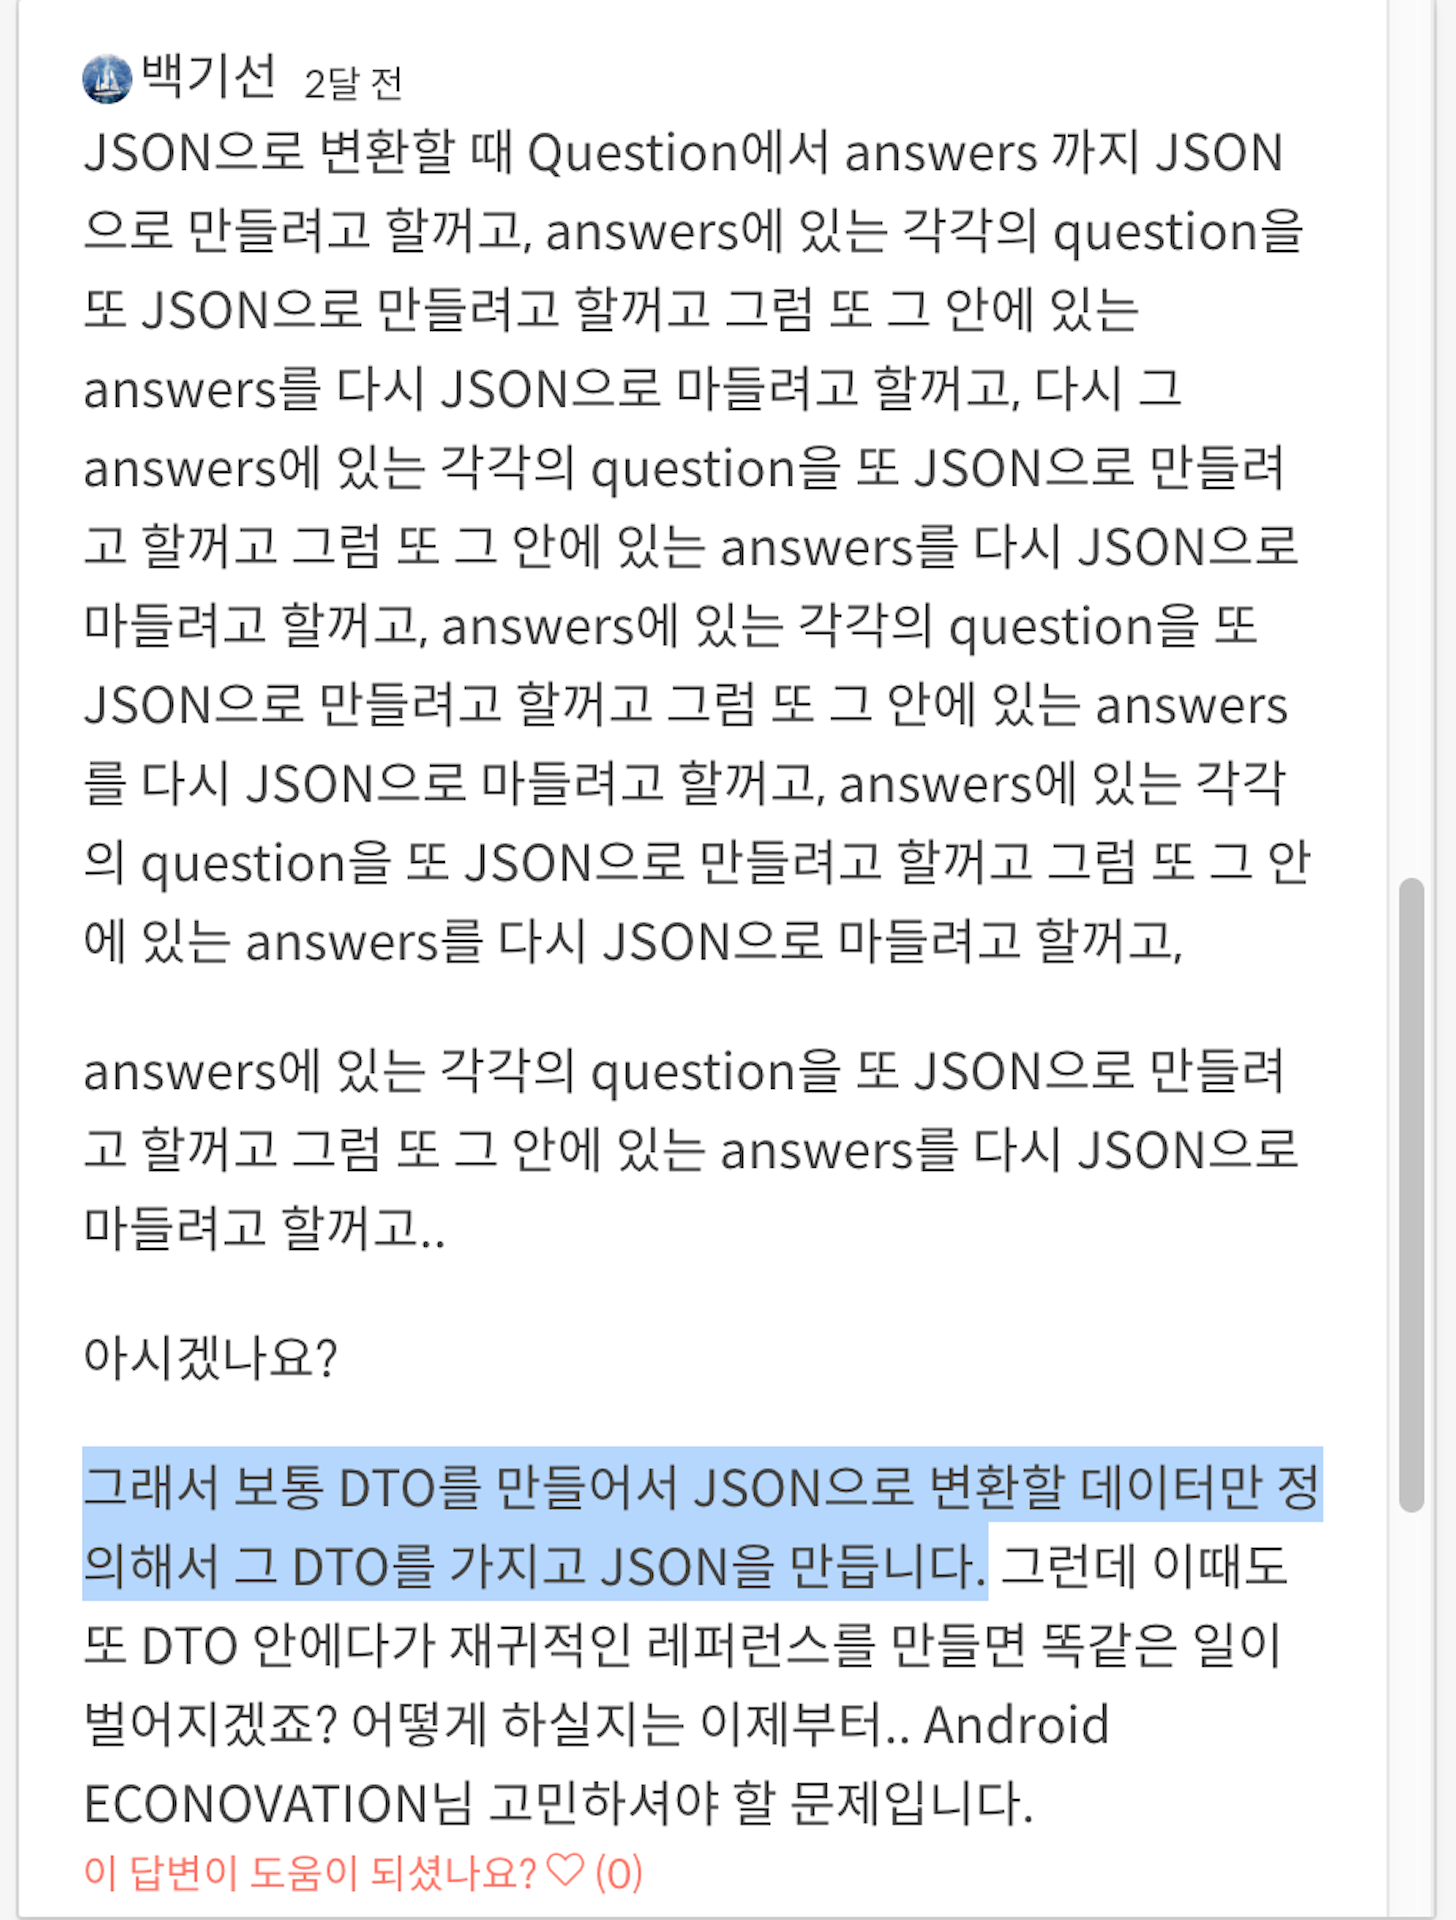 백기선 2달 전
JSON으로 변환할 때 Question에서 answers 까지 JSON
으로 만들려고 할꺼고, answers에 있는 각각의 question을
또 JSON으로 만들려고 할꺼고 그럼 또 그 안에 있는
answers를 다시 JSON으로 마들려고 할꺼고, 다시 그
answers에 있는 각각의 question을 또 JSON으로 만들려
고 할꺼고 그럼 또 그 안에 있는 answers를 다시 JSON으로
마들려고 할꺼고, answers에 있는 각각의 question을 또
JSON으로 만들려고 할꺼고 그럼 또 그 안에 있는 answers
를 다시 JSON으로 마들려고 할꺼고, answers에 있는 각각
의 question을 또 JSON으로 만들려고 할꺼고 그럼 또 그 안
에 있는 answers를 다시 JSON으로 마들려고 할꺼고,
answers에 있는 각각의 question을 또 JSON으로 만들려
고 할꺼고 그럼 또 그 안에 있는 answers를 다시 JSON으로
마들려고 할꺼고..
아시겠나요?
그래서 보통 DTO를 만들어서 JSON으로 변환할 데이터만 정
의해서 그 DTO를 가지고 JSON을 만듭니다. 그런데 이때도
또 DTO 안에다가 재귀적인 레퍼런스를 만들면 똑같은 일이
벌어지겠죠? 어떻게 하실지는 이제부터.. Android
ECONOVATION님 고민하셔야 할 문제입니다.
이 답변이 도움이 되셨나요?♡ (0)